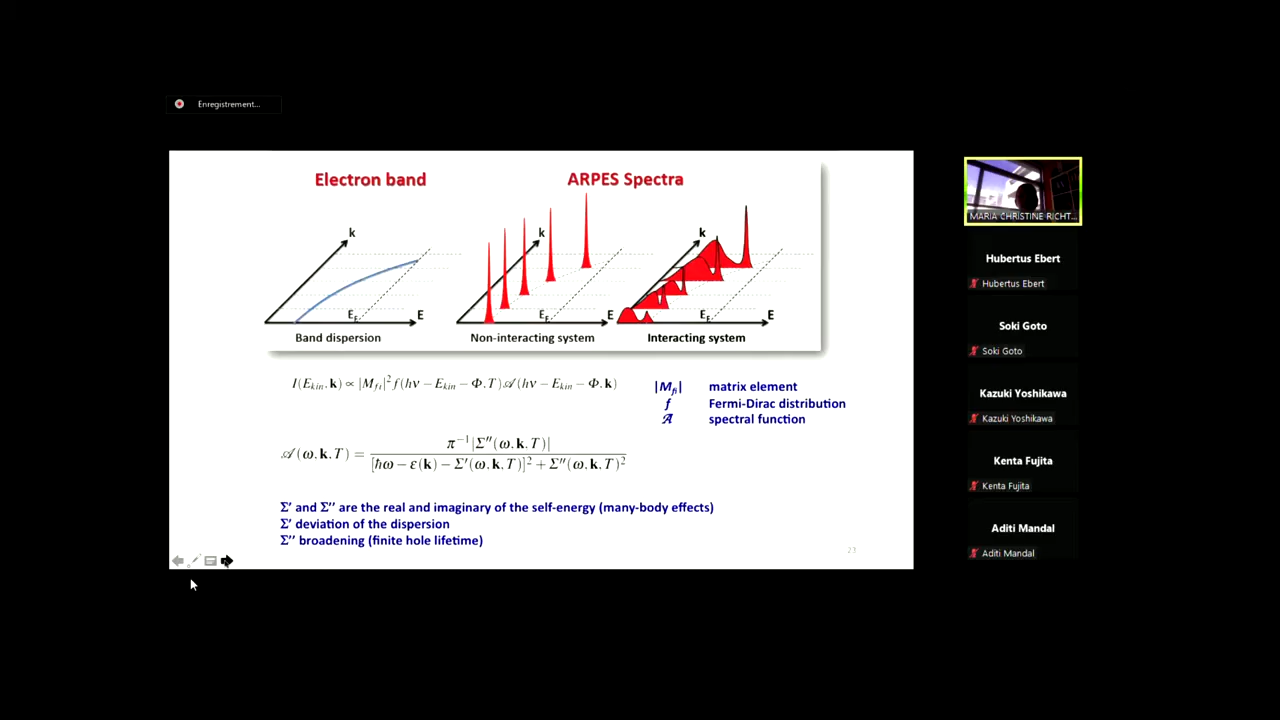 Enregistrement...
Electron band
ARPES Spectra
k
E_F
E
Band dispersion
k
E_F
E
Non-interacting system
k
E_F
E
Interacting system
I(E_kin, k) ∝ |M_fi|² f(hν − E_kin − Φ, T) 𝒜(hν − E_kin − Φ, k)
|M_fi| matrix element
f Fermi-Dirac distribution
𝒜 spectral function
𝒜(ω, k, T) = π⁻¹|Σ″(ω, k, T)| / [ħω − ε(k) − Σ′(ω, k, T)]² + Σ″(ω, k, T)²
Σ′ and Σ″ are the real and imaginary of the self-energy (many-body effects)
Σ′ deviation of the dispersion
Σ″ broadening (finite hole lifetime)
23
MARIA CHRISTINE RICHT...
Hubertus Ebert
Hubertus Ebert
Soki Goto
Soki Goto
Kazuki Yoshikawa
Kazuki Yoshikawa
Kenta Fujita
Kenta Fujita
Aditi Mandal
Aditi Mandal